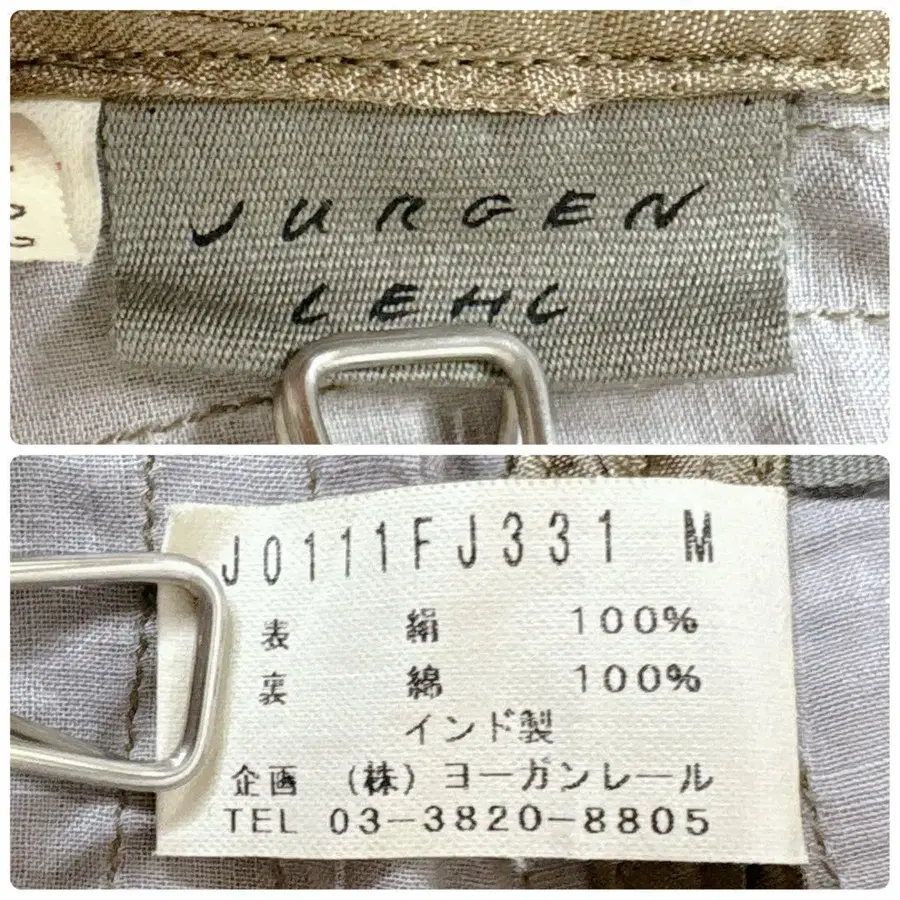 JURGEN
LEHL
J0111FJ331 M
表 絹 100%
裏 綿 100%
インド製
企画 (株) ヨーガンレール
TEL 03-3820-8805